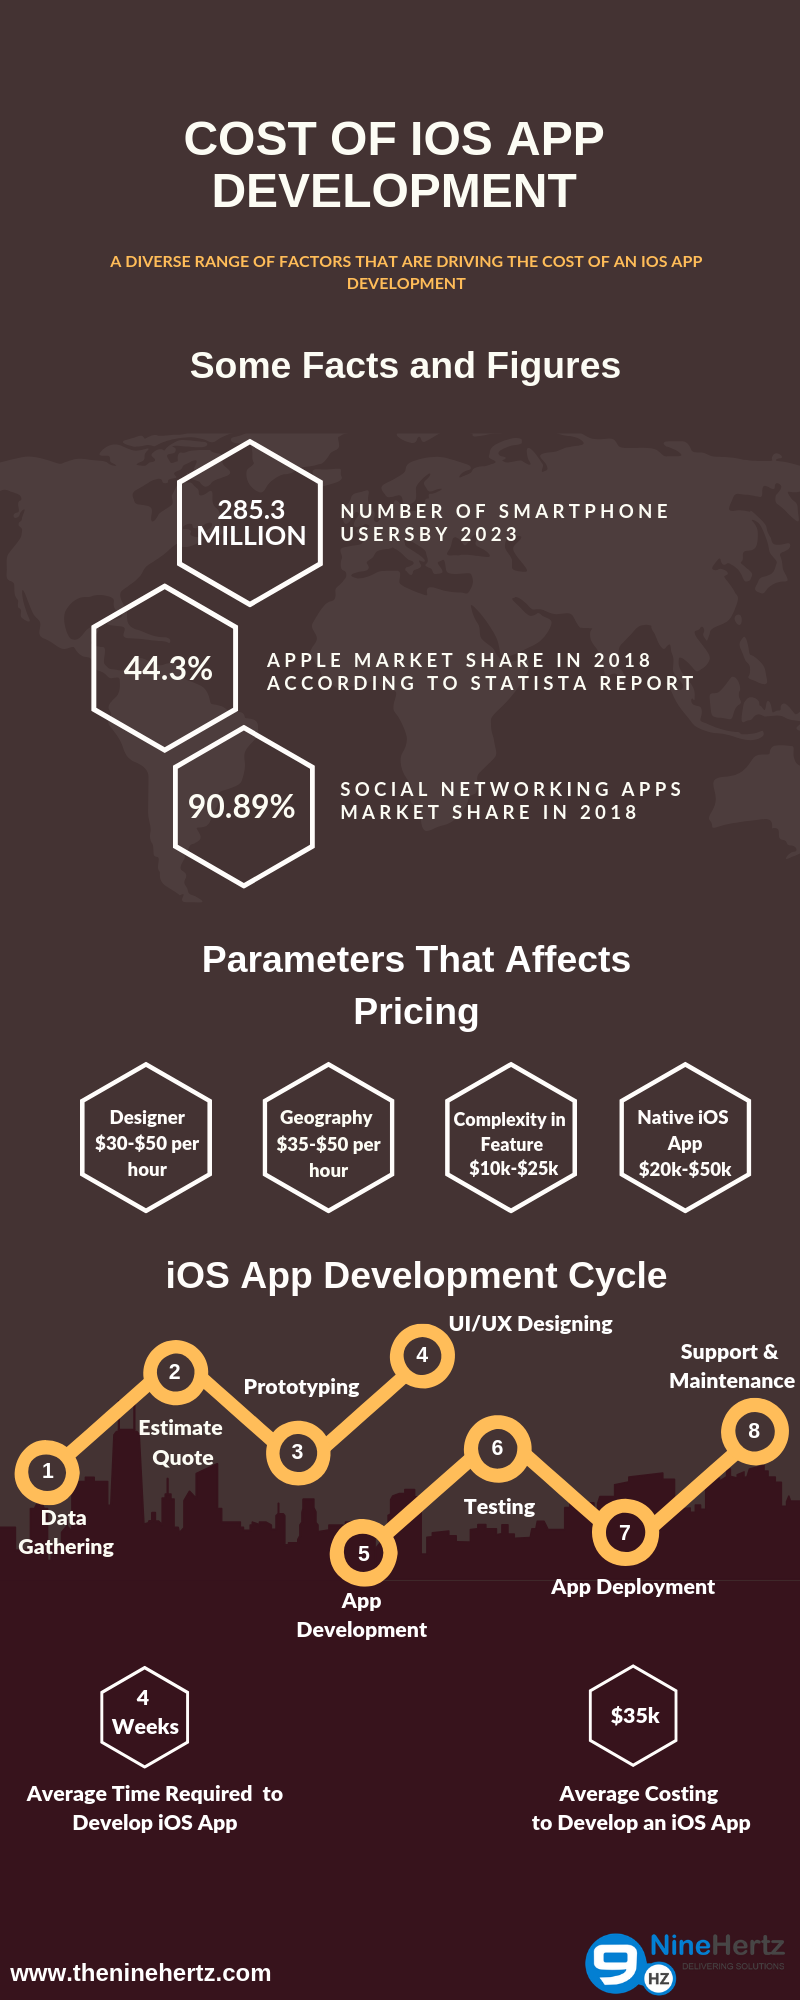 COST OF IOS APP
DEVELOPMENT
A DIVERSE RANGE OF FACTORS THAT ARE DRIVING THE COST OF AN IOS APP
DEVELOPMENT
Some Facts and Figures
285.3
MILLION
NUMBER OF SMARTPHONE
USERSBY 2023
44.3%
APPLE MARKET SHARE IN 2018
ACCORDING TO STATISTA REPORT
90.89%
SOCIAL NETWORKING APPS
MARKET SHARE IN 2018
Parameters That Affects
Pricing
Designer
$30-$50 per
hour
Geography
$35-$50 per
hour
Complexity in
Feature
$10k-$25k
Native iOS
App
$20k-$50k
iOS App Development Cycle
1
Data
Gathering
2
Estimate
Quote
3
Prototyping
4
UI/UX Designing
5
App
Development
6
Testing
7
App Deployment
8
Support &
Maintenance
4
Weeks
Average Time Required to
Develop iOS App
$35k
Average Costing
to Develop an iOS App
www.theninehertz.com
9
HZ
NineHertz
DELIVERING SOLUTIONS